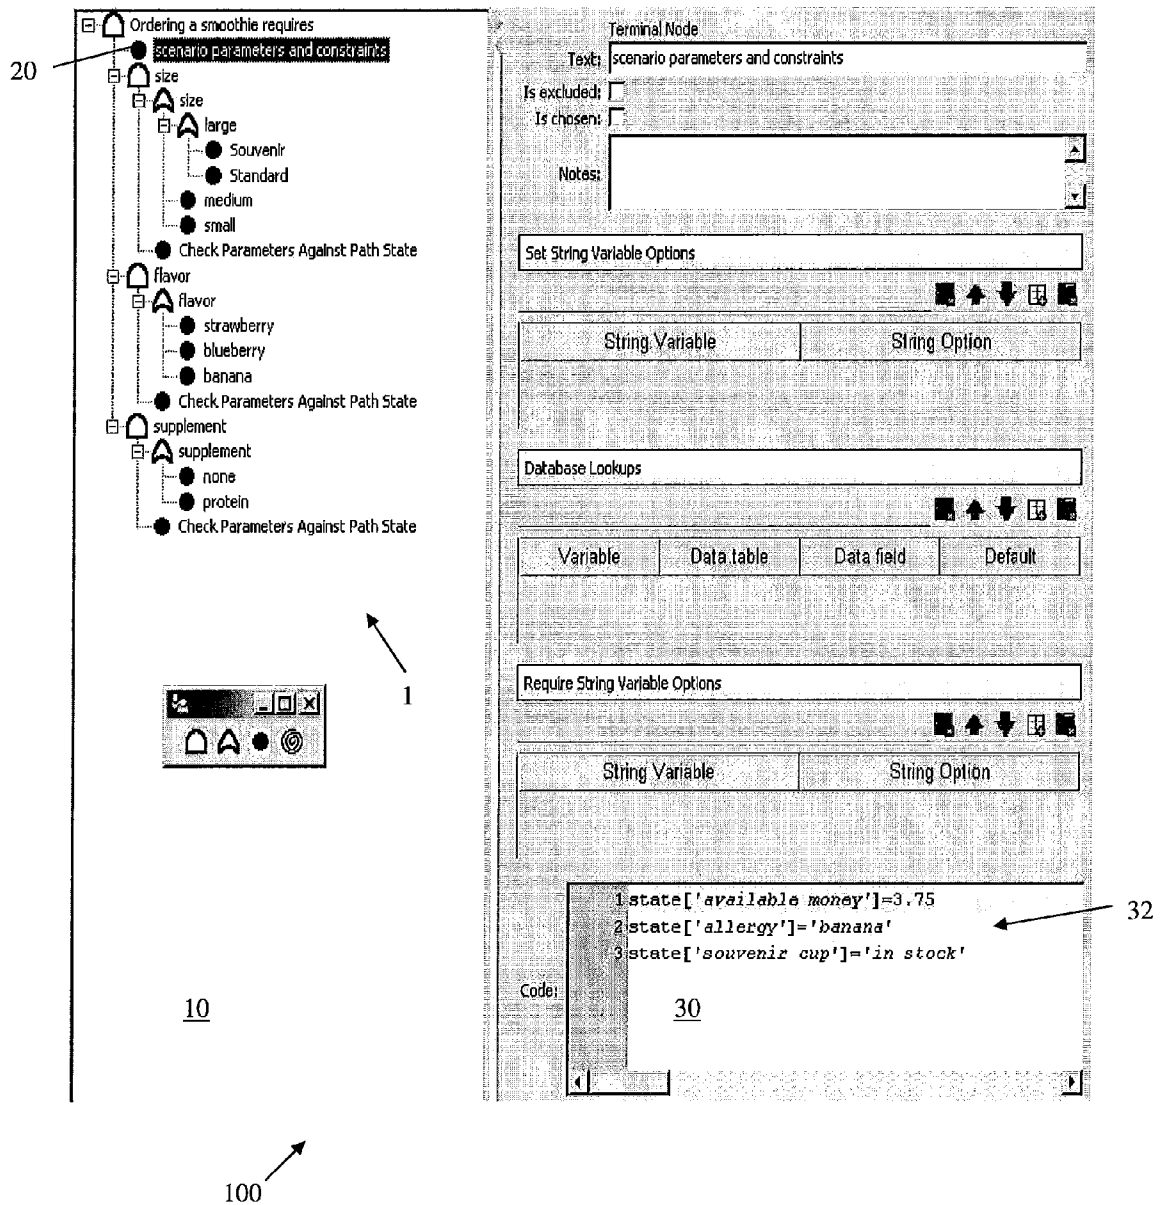 Ordering a smoothie requires
scenario parameters and constraints
20
size
size
large
Souvenir
Standard
medium
small
Check Parameters Against Path State
flavor
flavor
strawberry
blueberry
banana
Check Parameters Against Path State
supplement
supplement
none
protein
Check Parameters Against Path State
1
10
100
Terminal Node
Text: scenario parameters and constraints
Is excluded:
Is chosen:
Notes:
Set String Variable Options
String Variable String Option
Database Lookups
Variable Data table Data field Default
Require String Variable Options
String Variable String Option
1 state['available money']=3.75
2 state['allergy']='banana'
3 state['souvenir cup']='in stock'
32
Code:
30